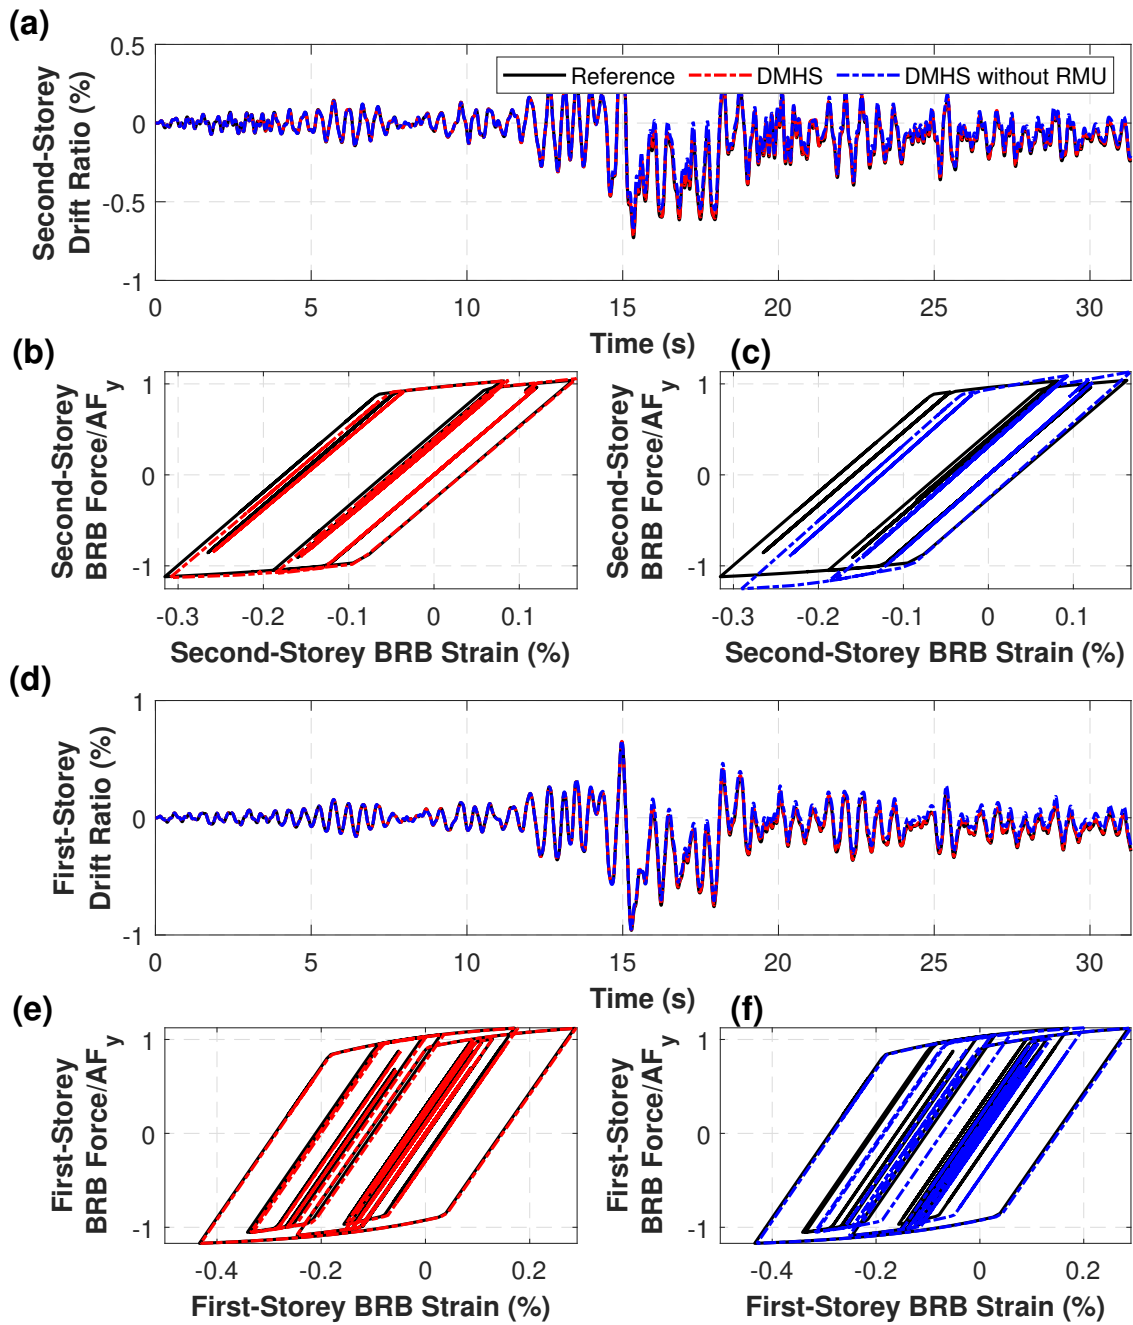 (a)
Second-Storey
Drift Ratio (%)
0.5
0
-0.5
-1
Reference DMHS DMHS without RMU
0 5 10 15 20 25 30
Time (s)
(b)
Second-Storey
BRB Force/AFy
1
0
-1
-0.3 -0.2 -0.1 0 0.1
Second-Storey BRB Strain (%)
(c)
Second-Storey
BRB Force/AFy
1
0
-1
-0.3 -0.2 -0.1 0 0.1
Second-Storey BRB Strain (%)
(d)
First-Storey
Drift Ratio (%)
1
0
-1
0 5 10 15 20 25 30
Time (s)
(e)
First-Storey
BRB Force/AFy
1
0
-1
-0.4 -0.2 0 0.2
First-Storey BRB Strain (%)
(f)
First-Storey
BRB Force/AFy
1
0
-1
-0.4 -0.2 0 0.2
First-Storey BRB Strain (%)